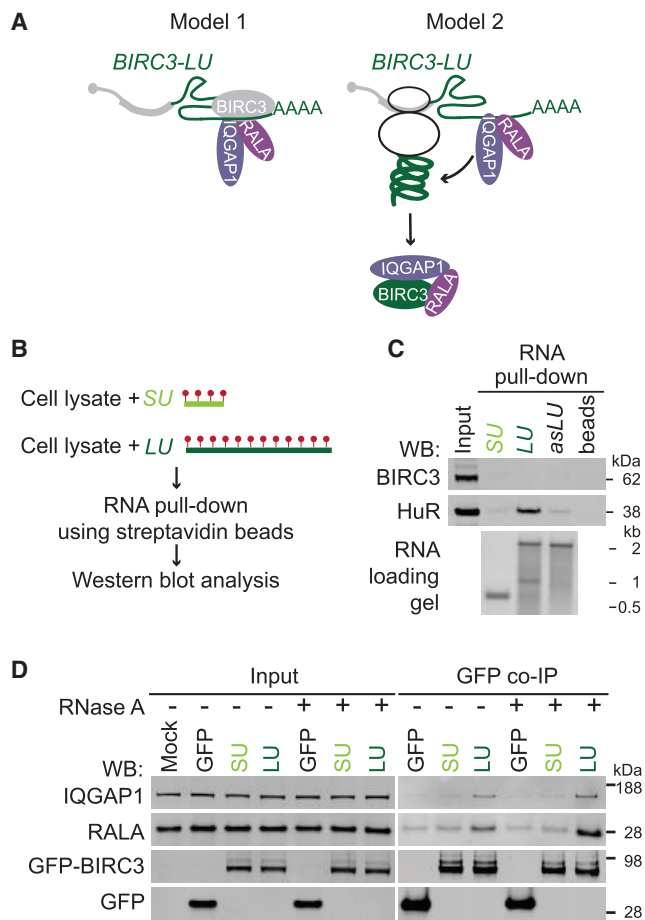 A
Model 1
Model 2
BIRC3-LU
BIRC3-LU
BIRC3
AAAA
AAAA
IQGAP1
RALA
IQGAP1
RALA
IQGAP1
BIRC3
RALA
B
Cell lysate + SU
Cell lysate + LU
RNA pull-down
using streptavidin beads
Western blot analysis
C
RNA
pull-down
WB:
Input
SU
LU
asLU
beads
kDa
BIRC3
62
HuR
38
kb
RNA
loading
gel
2
1
0.5
D
Input
GFP co-IP
RNase A - - - - + + + - - - + + +
WB: Mock GFP SU LU GFP SU LU GFP SU LU GFP SU LU
kDa
IQGAP1
188
RALA
28
GFP-BIRC3
98
GFP
28